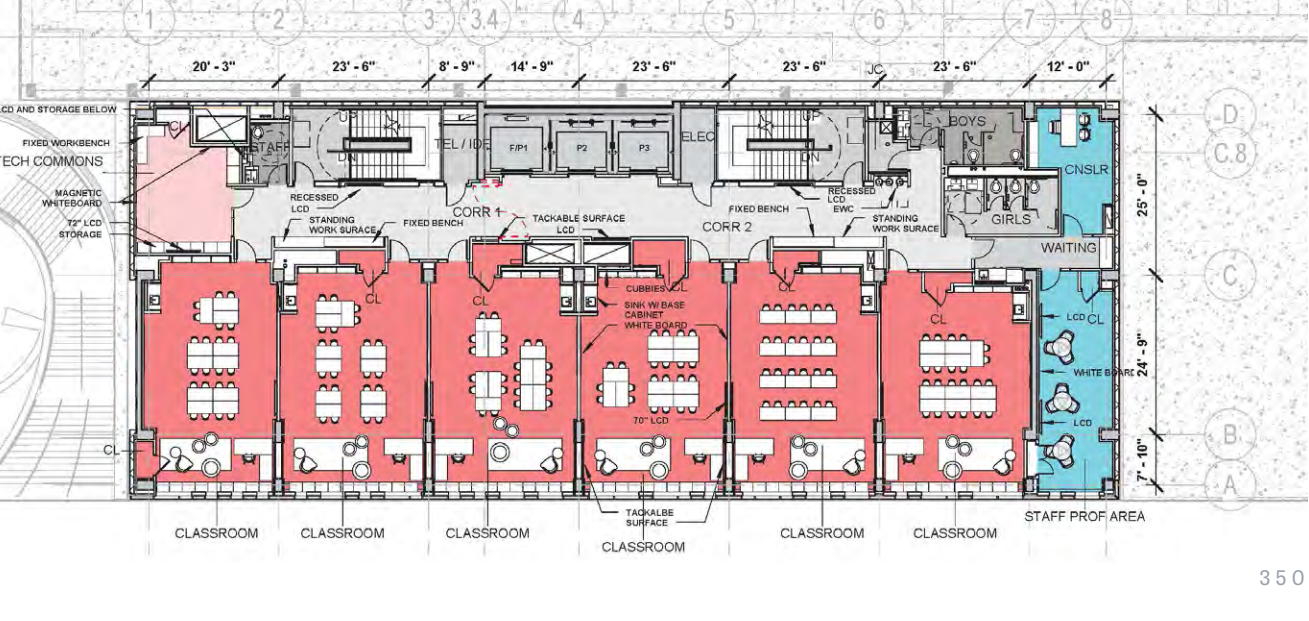 1 2 3 3.4 4 5 6 7 8
20' - 3" 23' - 6" 8' - 9" 14' - 9" 23' - 6" 23' - 6" 23' - 6" 12' - 0"
JC
LCD AND STORAGE BELOW
FIXED WORKBENCH
TECH COMMONS
MAGNETIC
WHITEBOARD
72" LCD
STORAGE
CL
STAFF
UP
DN
TEL / IDF
F/P1
P2
P3
ELEC
UP
DN
BOYS
GIRLS
CNSLR
WAITING
D
C.8
C
B
A
25' - 0"
24' - 9"
7' - 10"
RECESSED
LCD
STANDING
WORK SURACE
FIXED BENCH
CORR 1
TACKABLE SURFACE
LCD
CORR 2
FIXED BENCH
RECESSED
LCD
EWC
STANDING
WORK SURACE
CL
CL
CUBBIES
CL
SINK W/ BASE
CABINET
WHITE BOARD
CL
CL
LCD
CL
WHITE BOARD
LCD
70" LCD
CL
TACKALBE
SURFACE
CLASSROOM
CLASSROOM
CLASSROOM
CLASSROOM
CLASSROOM
CLASSROOM
STAFF PROF AREA
350